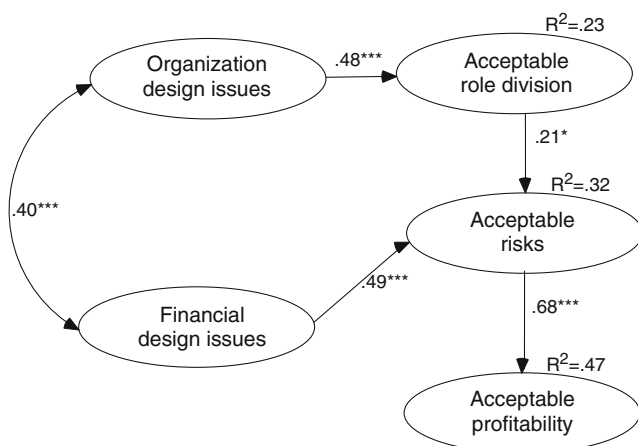 R²=.23
Organization
design issues
.48***
Acceptable
role division
.21*
R²=.32
.40***
Acceptable
risks
.49***
Financial
design issues
.68***
R²=.47
Acceptable
profitability